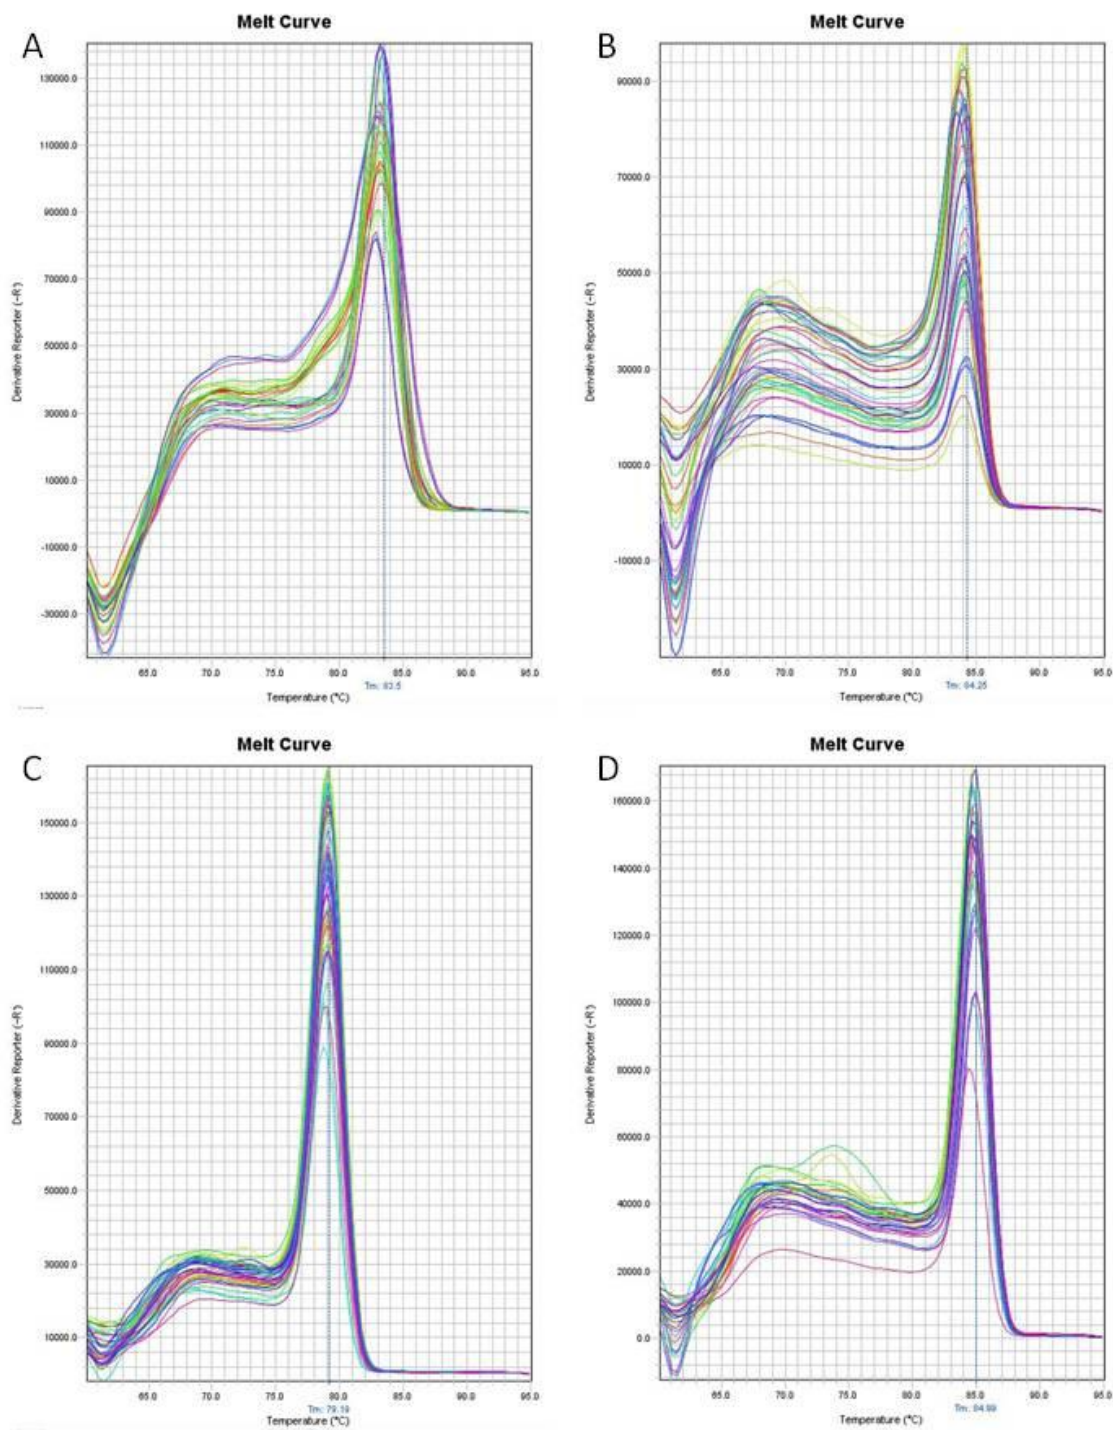 A
Melt Curve
130000.0
110000.0
90000.0
70000.0
50000.0
30000.0
10000.0
-10000.0
-30000.0
Derivative Reporter (-R')
65.0 70.0 75.0 80.0 85.0 90.0 95.0
Tm: 83.5
Temperature (°C)
B
Melt Curve
90000.0
70000.0
50000.0
30000.0
10000.0
-10000.0
Derivative Reporter (-R')
65.0 70.0 75.0 80.0 85.0 90.0 95.0
Tm: 84.25
Temperature (°C)
C
Melt Curve
150000.0
130000.0
110000.0
90000.0
70000.0
50000.0
30000.0
10000.0
Derivative Reporter (-R')
65.0 70.0 75.0 80.0 85.0 90.0 95.0
Tm: 79.19
Temperature (°C)
D
Melt Curve
160000.0
140000.0
120000.0
100000.0
80000.0
60000.0
40000.0
20000.0
0.0
Derivative Reporter (-R')
65.0 70.0 75.0 80.0 85.0 90.0 95.0
Tm: 84.99
Temperature (°C)